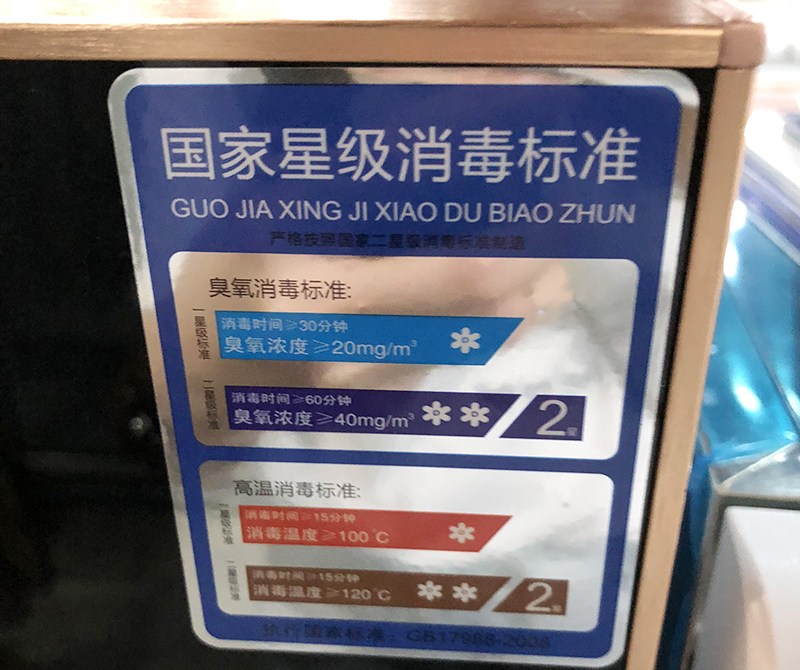 国家星级消毒标准
GUO JIA XING JI XIAO DU BIAO ZHUN
严格按照国家二星级消毒标准制造
臭氧消毒标准:
一星级标准
消毒时间≥30分钟
臭氧浓度≥20mg/m³
二星级标准
消毒时间≥60分钟
臭氧浓度≥40mg/m³
2星
高温消毒标准:
一星级标准
消毒时间≥15分钟
消毒温度≥100℃
二星级标准
消毒时间≥15分钟
消毒温度≥120℃
2星
执行国家标准：GB17988-2008